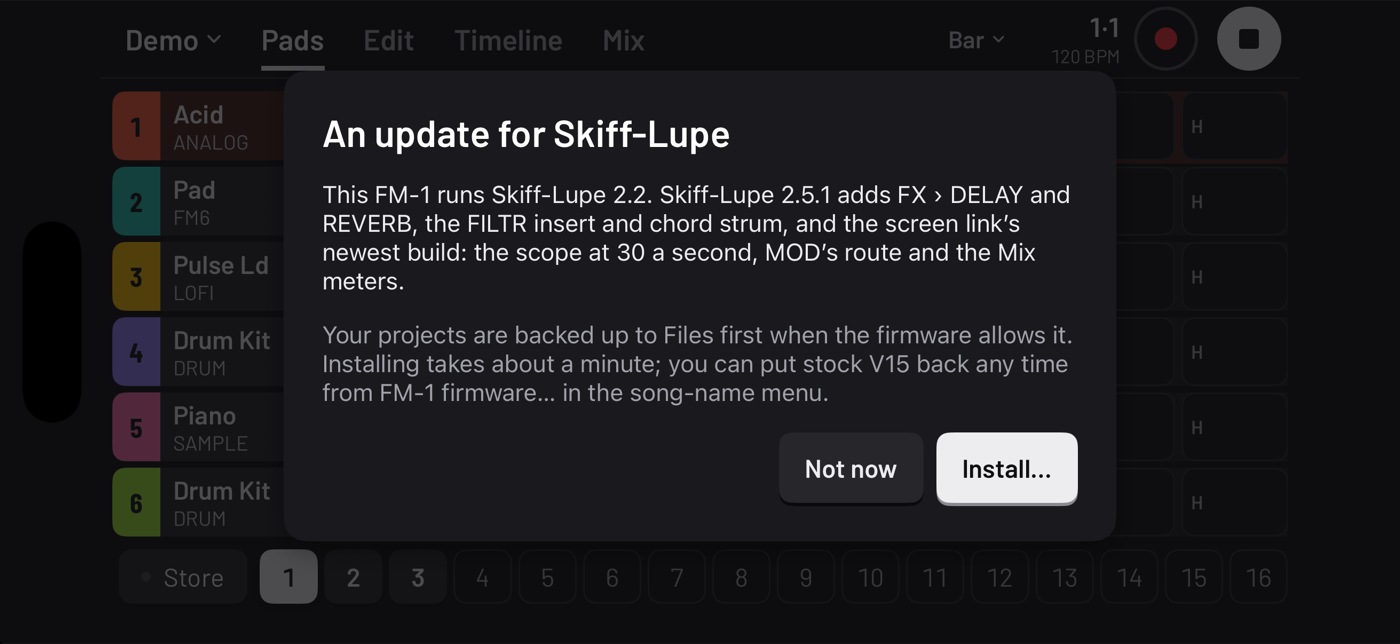 Demo Pads Edit Timeline Mix Bar 1·1
120 BPM
An update for Skiff-Lupe
This FM-1 runs Skiff-Lupe 2.2. Skiff-Lupe 2.5.1 adds FX › DELAY and
REVERB, the FILTR insert and chord strum, and the screen link’s
newest build: the scope at 30 a second, MOD’s route and the Mix
meters.
Your projects are backed up to Files first when the firmware allows it.
Installing takes about a minute; you can put stock V15 back any time
from FM-1 firmware... in the song-name menu.
Not now Install...
1 Acid H
ANALOG
2 Pad H
FM6
3 Pulse Ld H
LOFI
4 Drum Kit H
DRUM
5 Piano H
SAMPLE
6 Drum Kit H
DRUM
Store 1 2 3 4 5 6 7 8 9 10 11 12 13 14 15 16